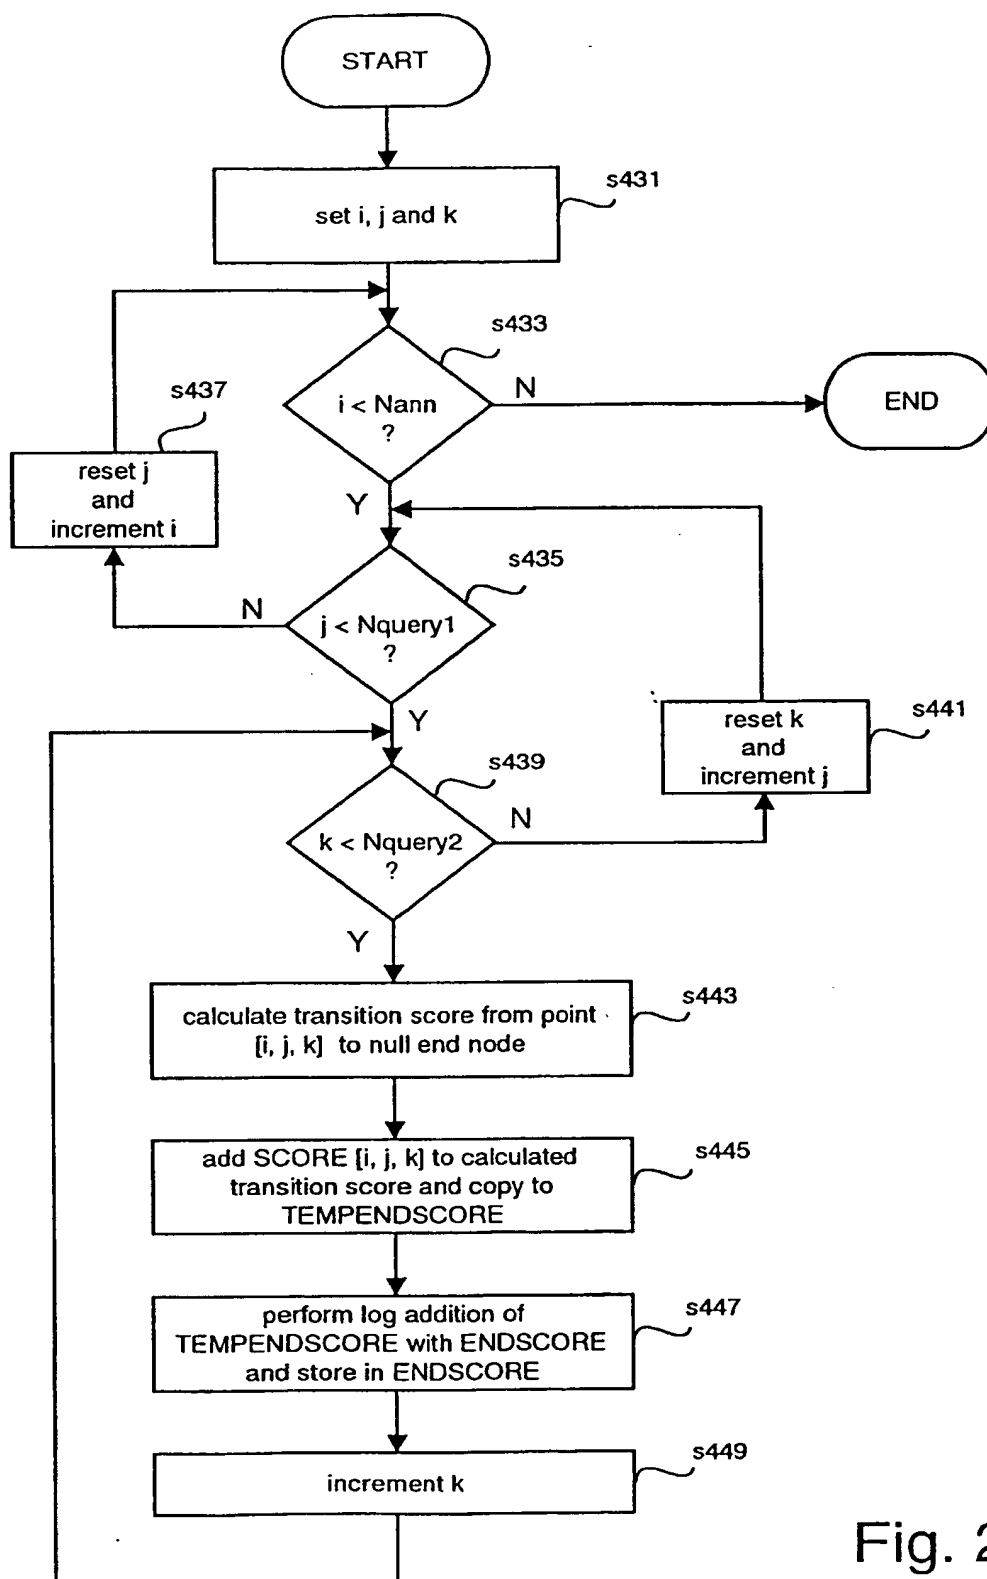 START
s431
set i, j and k
s433
i < Nann
?
N
END
s437
reset j
and
increment i
Y
s435
N
j < Nquery1
?
Y
s441
reset k
and
increment j
s439
k < Nquery2
?
N
Y
s443
calculate transition score from point
[i, j, k] to null end node
s445
add SCORE [i, j, k] to calculated
transition score and copy to
TEMPENDSCORE
s447
perform log addition of
TEMPENDSCORE with ENDSCORE
and store in ENDSCORE
s449
increment k
Fig. 2